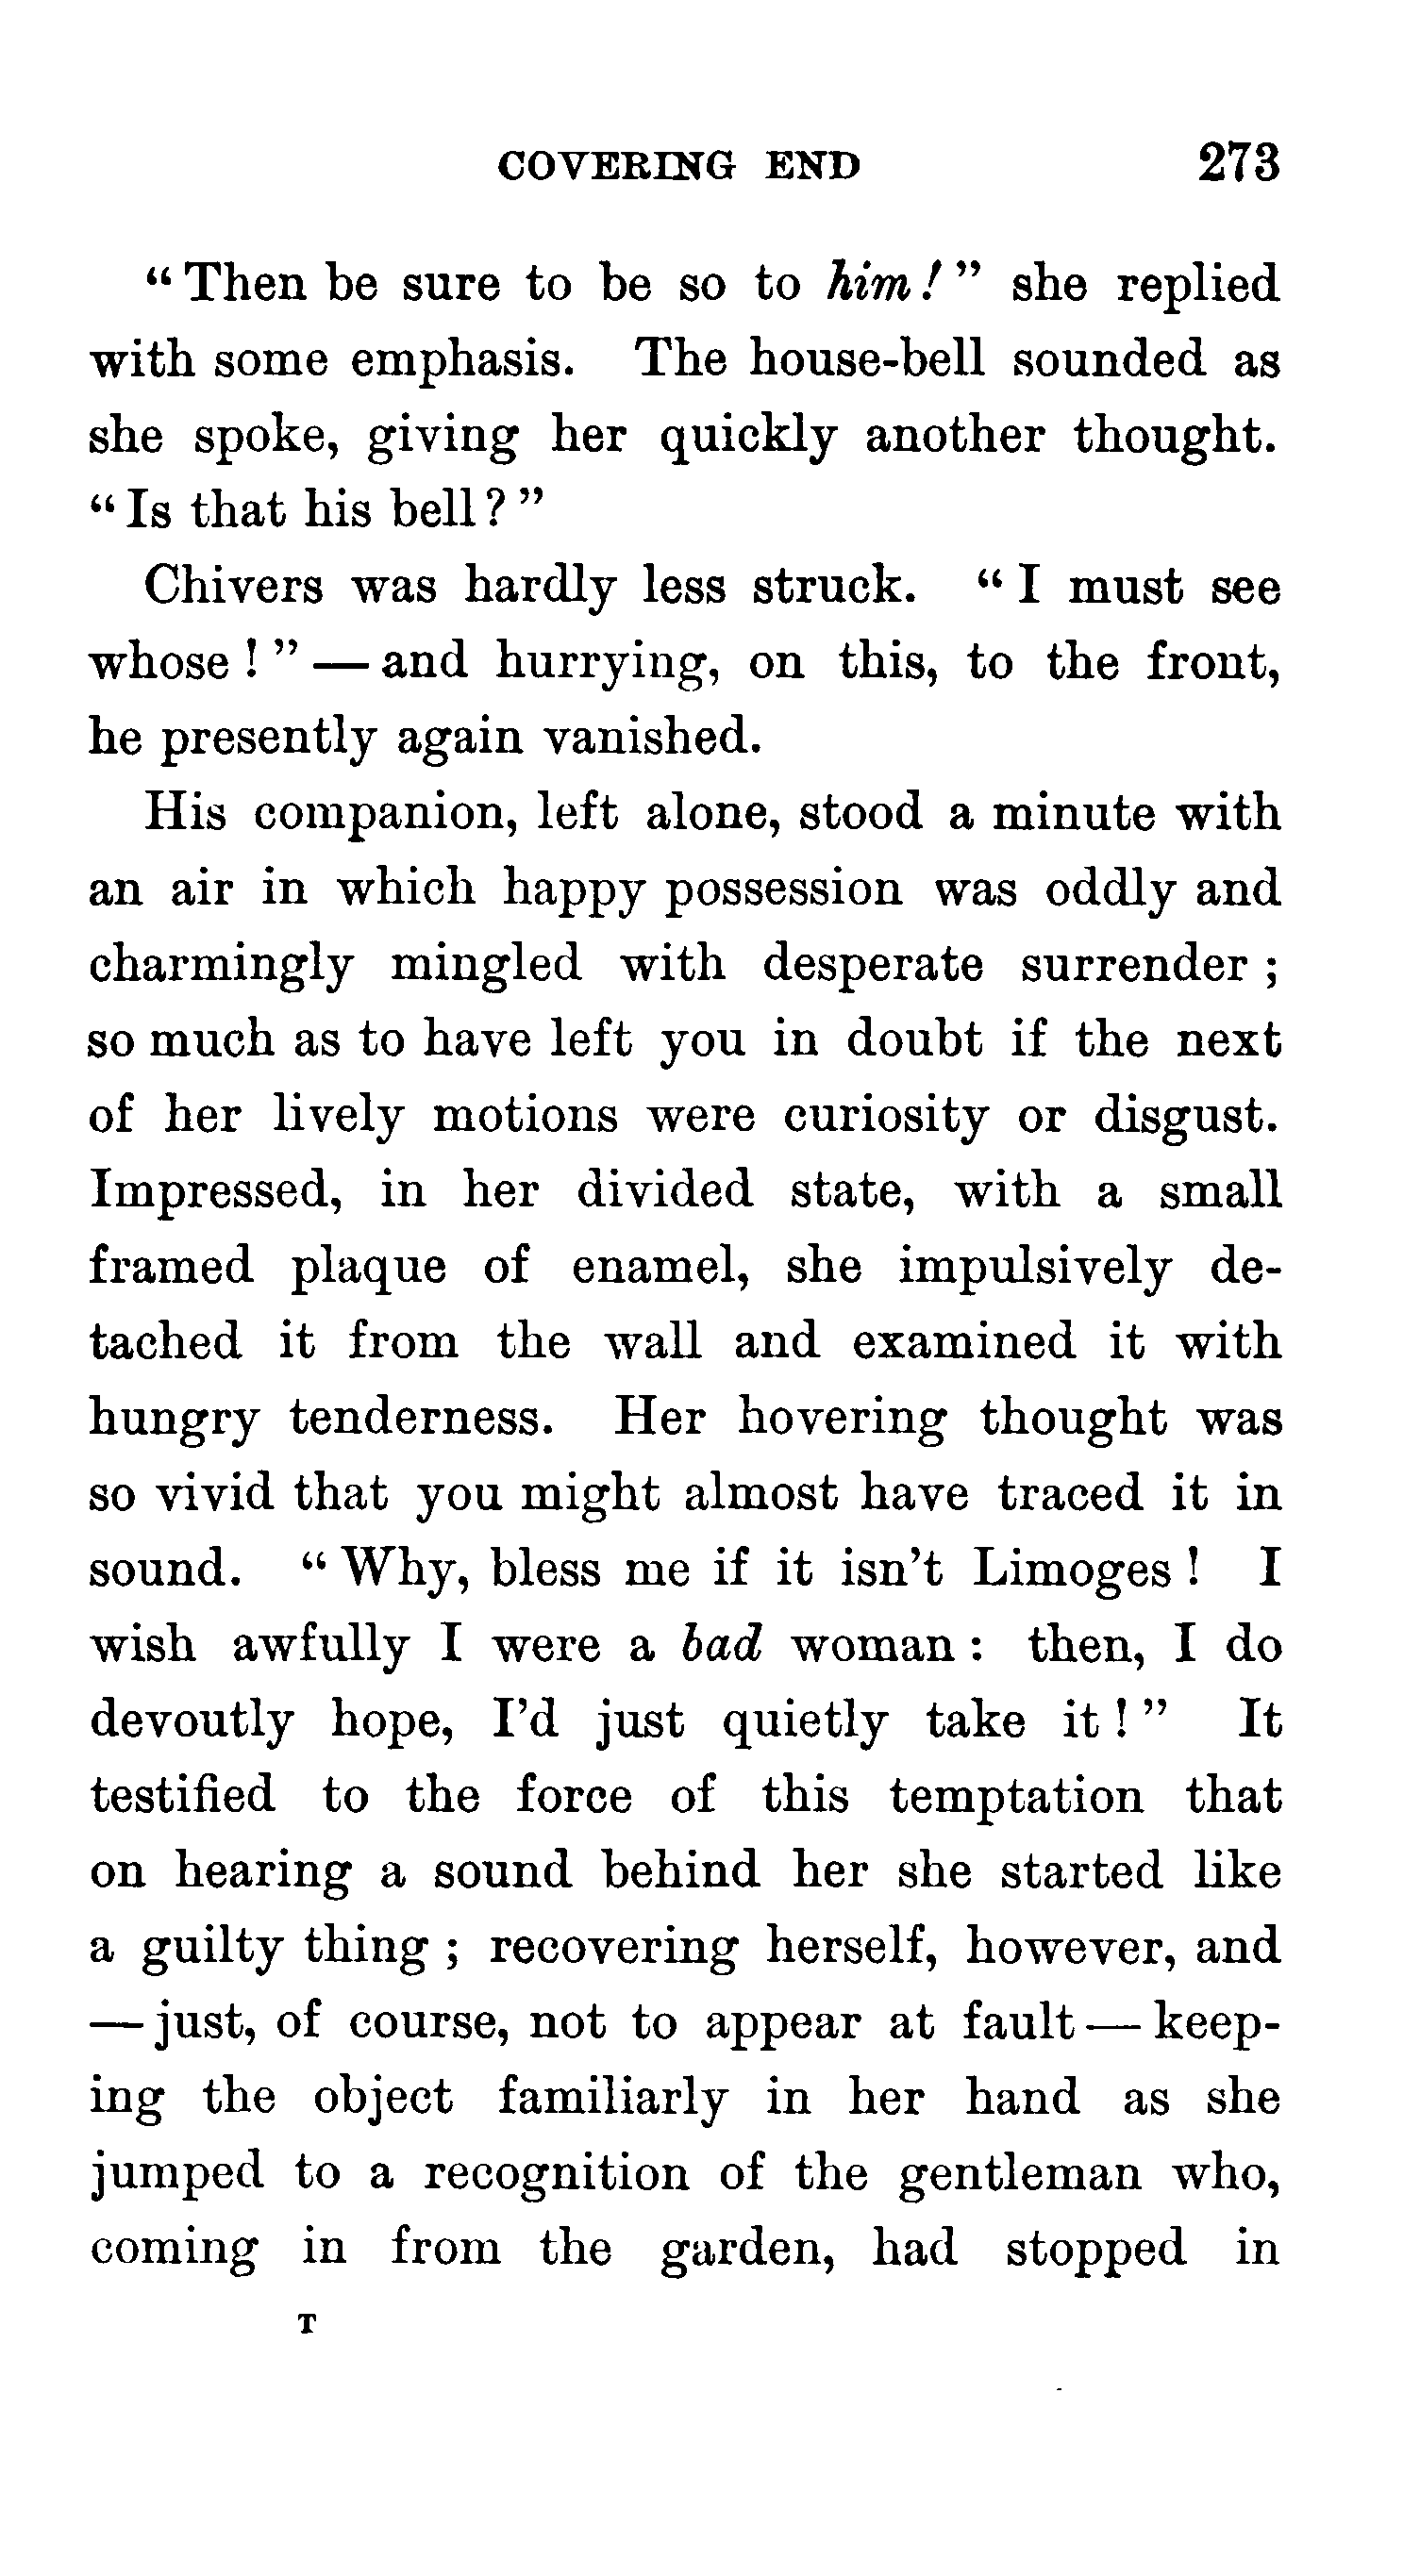 COVERING END 273
“Then be sure to be so to him!” she replied
with some emphasis. The house-bell sounded as
she spoke, giving her quickly another thought.
“Is that his bell?”
Chivers was hardly less struck. “I must see
whose!”—and hurrying, on this, to the front,
he presently again vanished.
His companion, left alone, stood a minute with
an air in which happy possession was oddly and
charmingly mingled with desperate surrender;
so much as to have left you in doubt if the next
of her lively motions were curiosity or disgust.
Impressed, in her divided state, with a small
framed plaque of enamel, she impulsively de-
tached it from the wall and examined it with
hungry tenderness. Her hovering thought was
so vivid that you might almost have traced it in
sound. “Why, bless me if it isn’t Limoges! I
wish awfully I were a bad woman: then, I do
devoutly hope, I’d just quietly take it!” It
testified to the force of this temptation that
on hearing a sound behind her she started like
a guilty thing; recovering herself, however, and
—just, of course, not to appear at fault—keep-
ing the object familiarly in her hand as she
jumped to a recognition of the gentleman who,
coming in from the garden, had stopped in
T